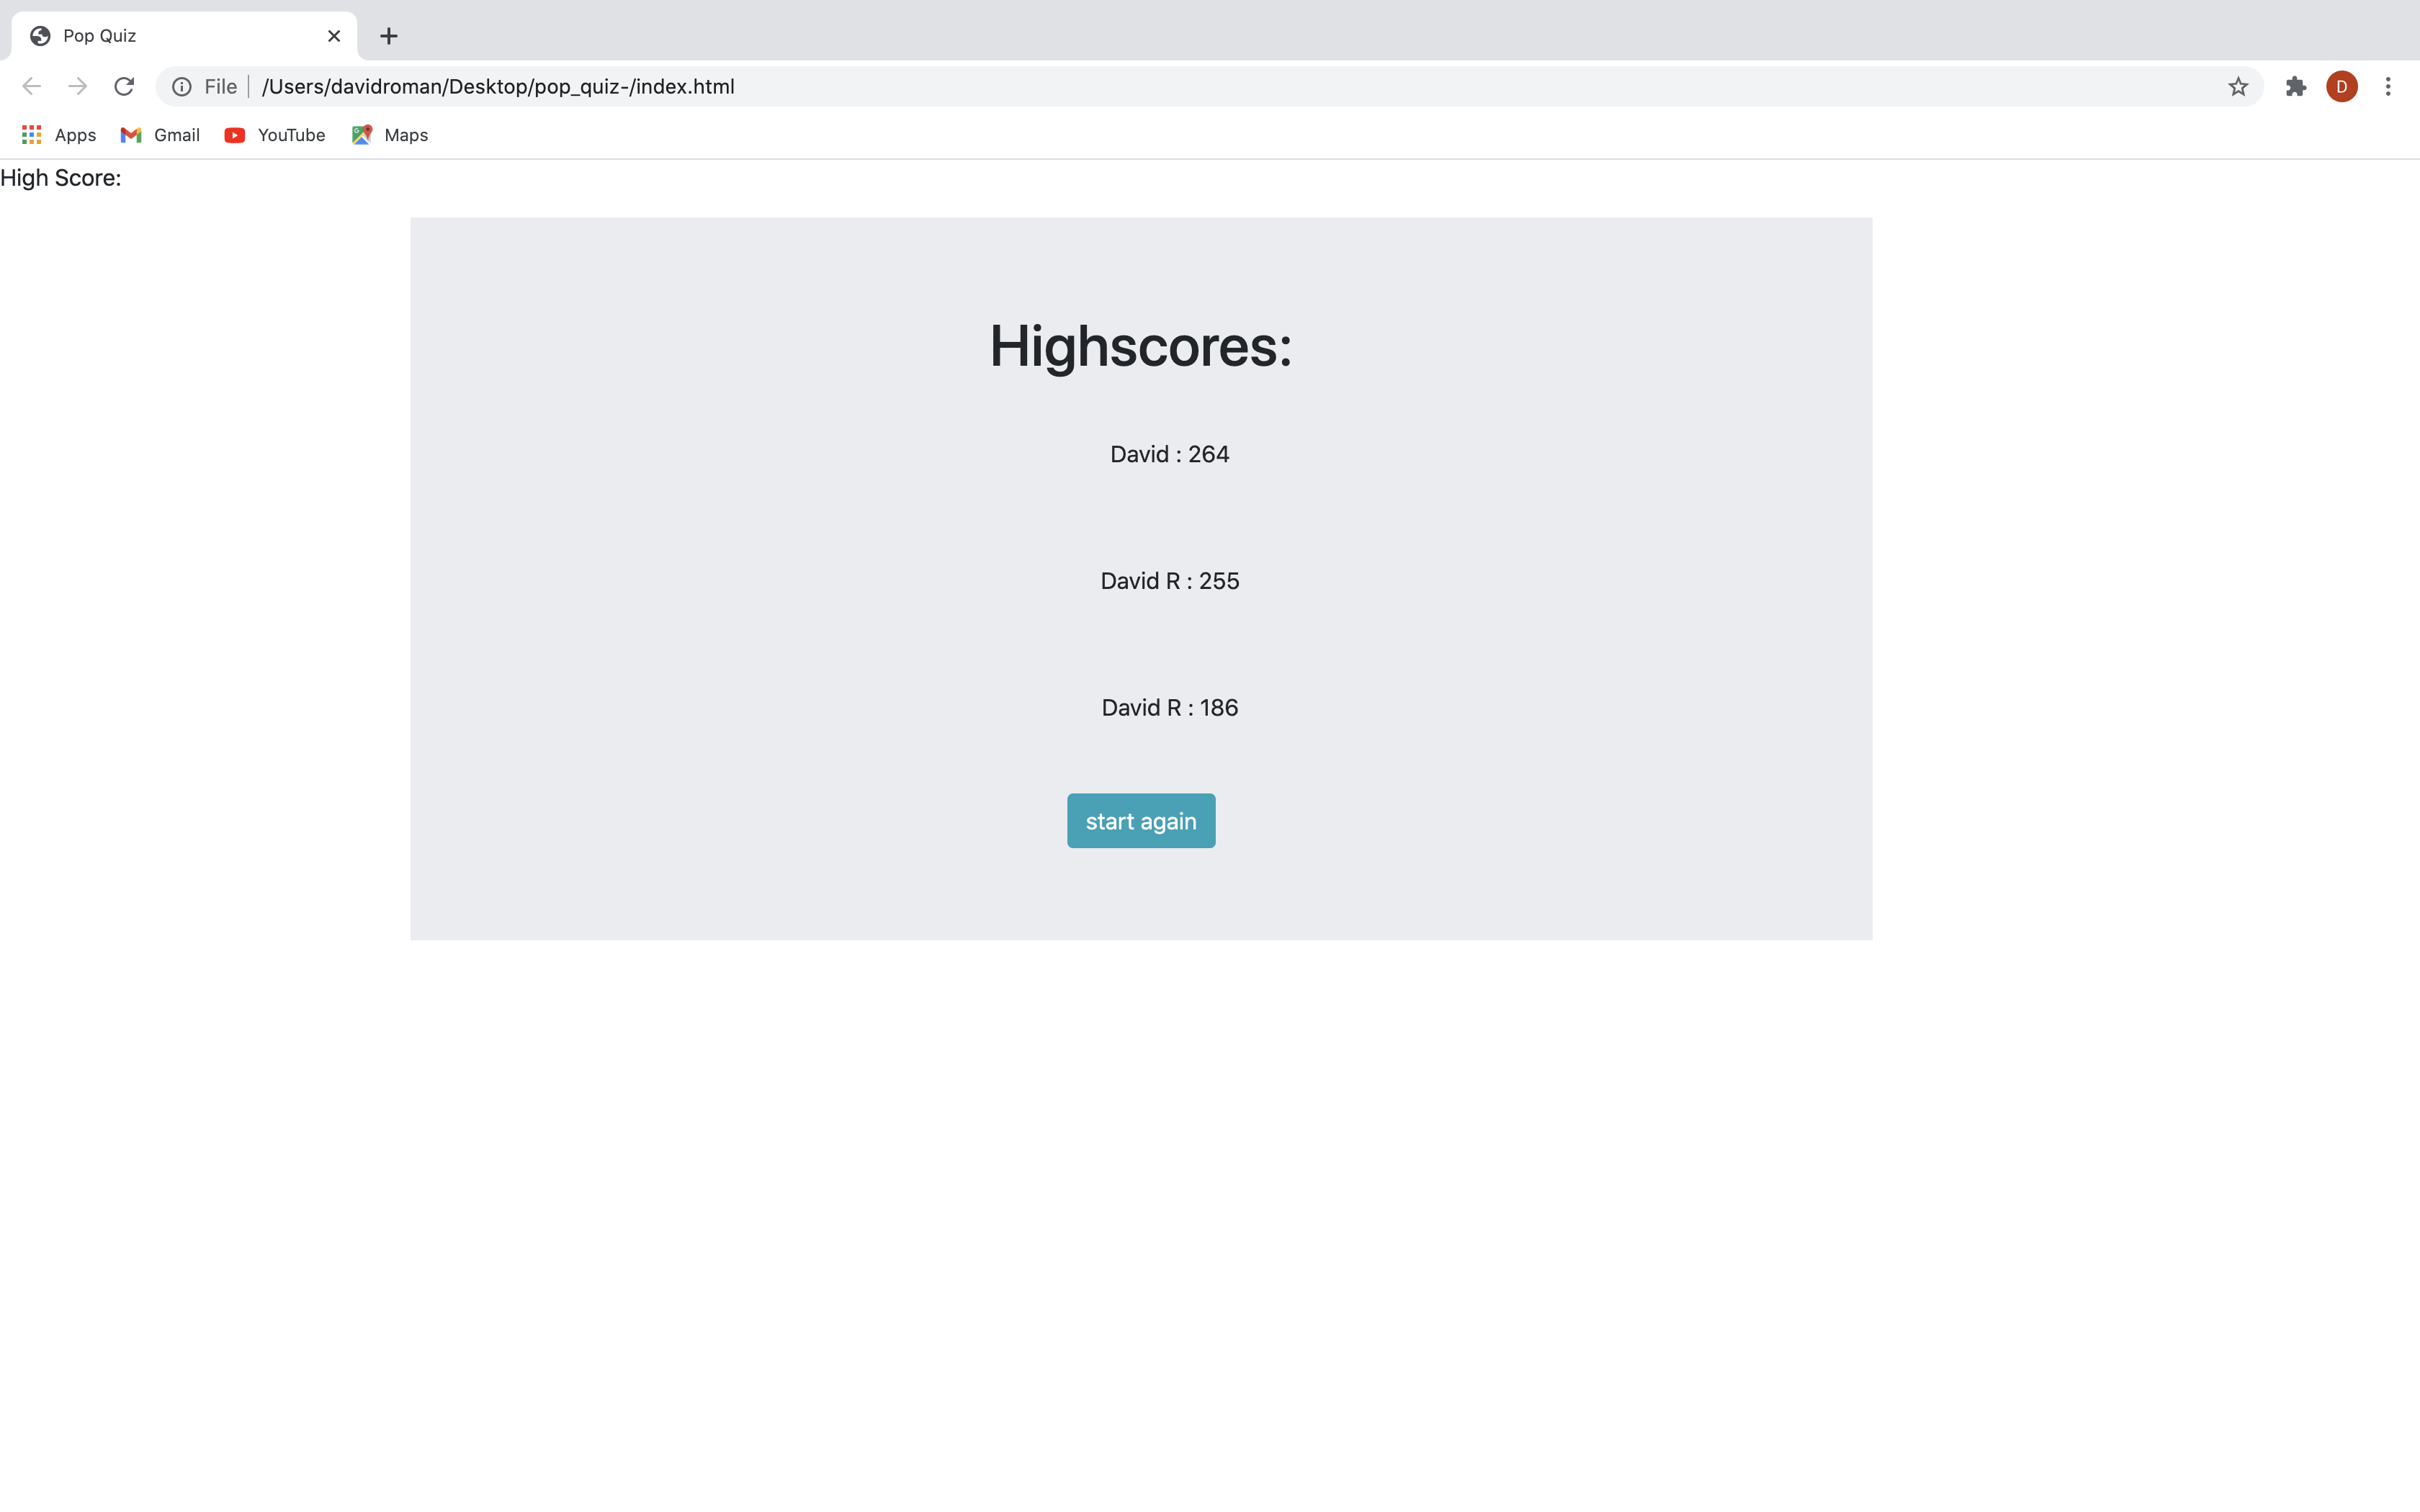 Pop Quiz
File /Users/davidroman/Desktop/pop_quiz-/index.html
D
Apps Gmail YouTube Maps
High Score:
Highscores:
David : 264
David R : 255
David R : 186
start again